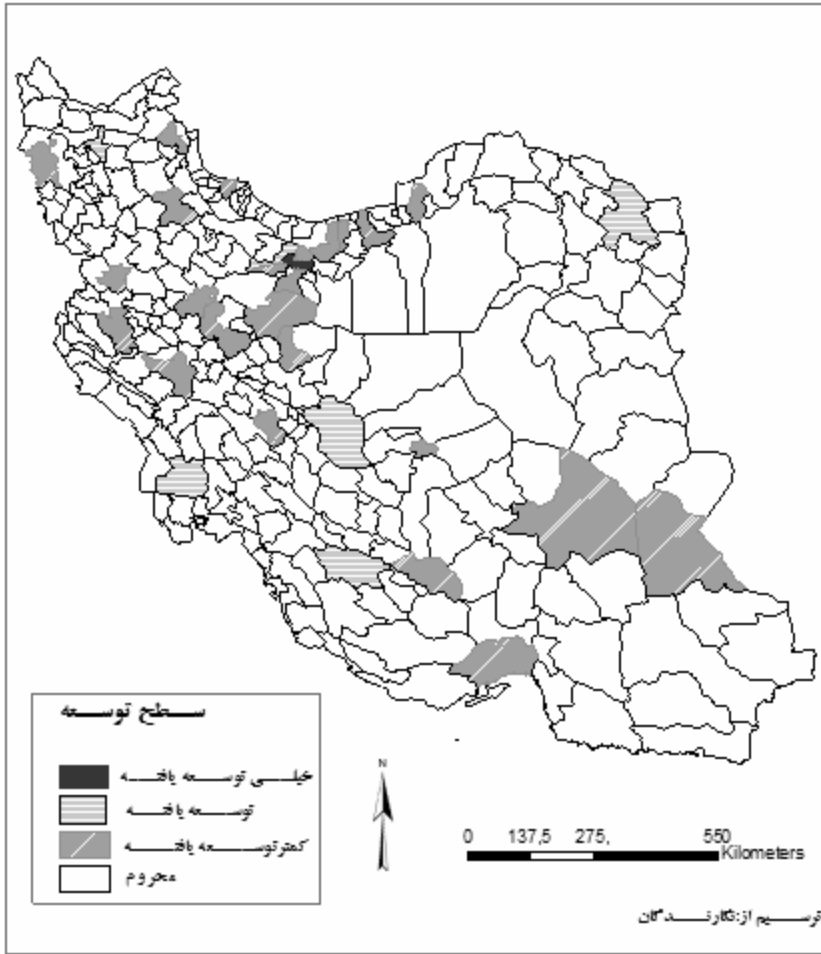 سطح توسعه
خیلی توسعه یافته
توسعه یافته
کمتر توسعه یافته
محروم
N
0 137,5 275, 550
Kilometers
ترسیم از:نگارندگان